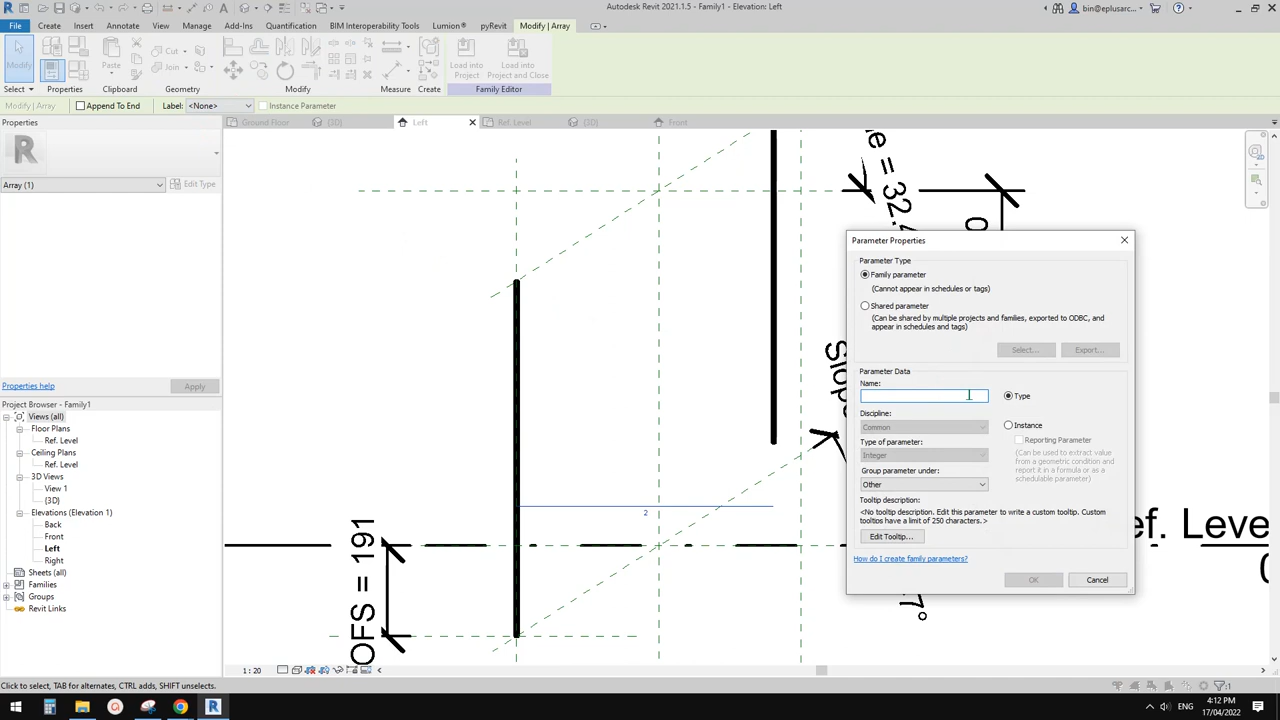 Autodesk Revit 2021.1.5 - Family1 - Elevation: Left
bin@eplusarc...
File Create Insert Annotate View Manage Add-Ins Quantification BIM Interoperability Tools Lumion® pyRevit Modify | Array
Modify
Paste
Cut
Join
Load into
Project
Load into
Project and Close
Select Properties Clipboard Geometry Modify Measure Create Family Editor
Modify | Array
Append To End
Label: <None>
Instance Parameter
Properties
Ground Floor
{3D}
Left
Ref. Level
{3D}
Front
R
Array (1)
Edit Type
Properties help
Apply
Project Browser - Family1
Views (all)
Floor Plans
Ref. Level
Ceiling Plans
Ref. Level
3D Views
View 1
{3D}
Elevations (Elevation 1)
Back
Front
Left
Right
Sheets (all)
Families
Groups
Revit Links
OFS = 191
2
ef. Leve
Parameter Properties
Parameter Type
Family parameter
(Cannot appear in schedules or tags)
Shared parameter
(Can be shared by multiple projects and families, exported to ODBC, and
appear in schedules and tags)
Select...
Export...
Parameter Data
Name:
Type
Discipline:
Common
Instance
Type of parameter:
Reporting Parameter
Integer
(Can be used to extract value
from a geometric condition and
report it in a formula or as a
schedulable parameter)
Group parameter under:
Other
Tooltip description:
<No tooltip description. Edit this parameter to write a custom tooltip. Custom
tooltips have a limit of 250 characters.>
Edit Tooltip...
How do I create family parameters?
OK
Cancel
1 : 20
Click to select, TAB for alternates, CTRL adds, SHIFT unselects.
:1
ENG
4:12 PM
17/04/2022